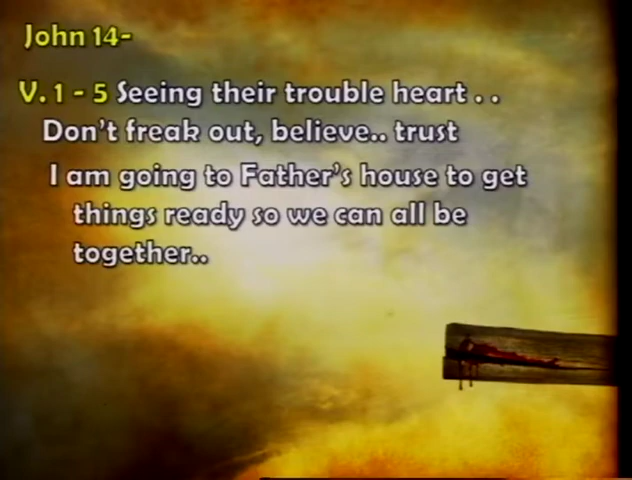 John 14-
V. 1 - 5 Seeing their trouble heart . .
Don't freak out, believe.. trust
I am going to Father's house to get
things ready so we can all be
together..